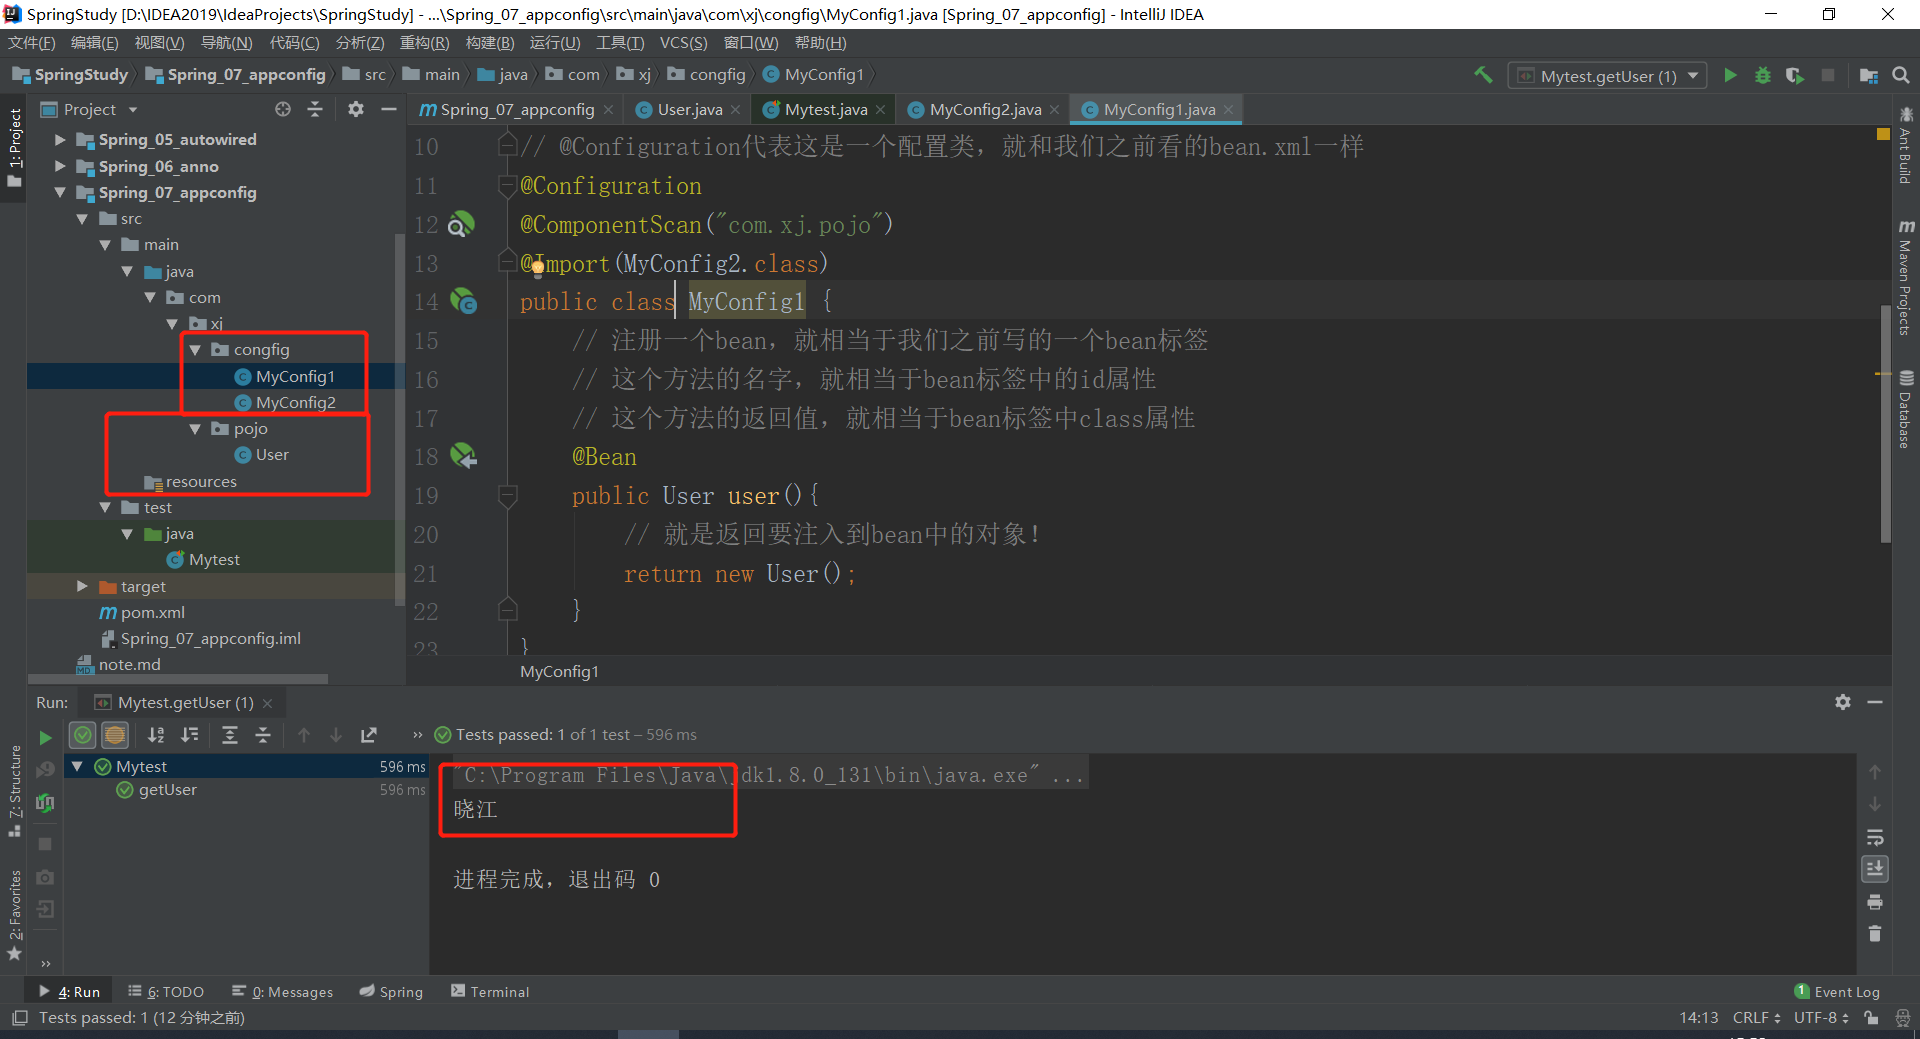 SpringStudy [D:\IDEA2019\IdeaProjects\SpringStudy] - ...\Spring_07_appconfig\src\main\java\com\xj\congfig\MyConfig1.java [Spring_07_appconfig] - IntelliJ IDEA
文件(F) 编辑(E) 视图(V) 导航(N) 代码(C) 分析(Z) 重构(R) 构建(B) 运行(U) 工具(T) VCS(S) 窗口(W) 帮助(H)
SpringStudy Spring_07_appconfig src main java com xj congfig MyConfig1 Mytest.getUser (1)
1: Project
Project
Spring_05_autowired
Spring_06_anno
Spring_07_appconfig
src
main
java
com
xj
congfig
MyConfig1
MyConfig2
pojo
User
resources
test
java
Mytest
target
pom.xml
Spring_07_appconfig.iml
note.md
Spring_07_appconfig User.java Mytest.java MyConfig2.java MyConfig1.java
10 // @Configuration代表这是一个配置类，就和我们之前看的bean.xml一样
11 @Configuration
12 @ComponentScan("com.xj.pojo")
13 @Import(MyConfig2.class)
14 public class MyConfig1 {
15 // 注册一个bean，就相当于我们之前写的一个bean标签
16 // 这个方法的名字，就相当于bean标签中的id属性
17 // 这个方法的返回值，就相当于bean标签中class属性
18 @Bean
19 public User user(){
20 // 就是返回要注入到bean中的对象！
21 return new User();
22 }
23 }
MyConfig1
Ant Build
Maven Projects
Database
Run: Mytest.getUser (1)
Tests passed: 1 of 1 test – 596 ms
Mytest 596 ms
getUser 596 ms
"C:\Program Files\Java\jdk1.8.0_131\bin\java.exe" ...
晓江
进程完成，退出码 0
7: Structure
2: Favorites
4: Run 6: TODO 0: Messages Spring Terminal 1 Event Log
Tests passed: 1 (12 分钟之前) 14:13 CRLF UTF-8